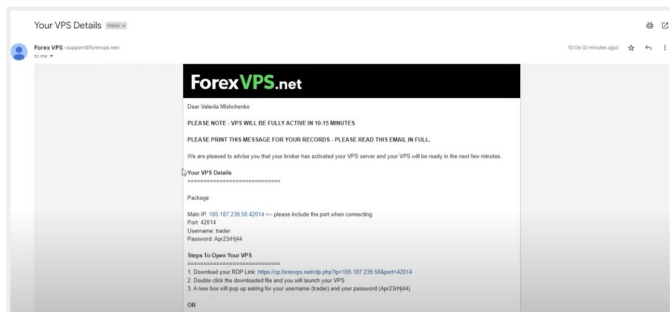 Your VPS Details Inbox x
Forex VPS <support@forexvps.net>
10:06 (0 minutes ago)
to me
ForexVPS.net
Dear Valeriia Mishchenko
PLEASE NOTE - VPS WILL BE FULLY ACTIVE IN 10-15 MINUTES
PLEASE PRINT THIS MESSAGE FOR YOUR RECORDS - PLEASE READ THIS EMAIL IN FULL.
We are pleased to advise you that your broker has activated your VPS server and your VPS will be ready in the next few minutes.
Your VPS Details
=============================
Package:
Main IP: 185.187.239.50:42014 <-- please include the port when connecting
Port: 42014
Username: trader
Password: Apr23rHj44
Steps To Open Your VPS
=============================
1. Download your RDP Link: https://cp.forexvps.net/rdp.php?ip=185.187.239.50&port=42014
2. Double click the downloaded file and you will launch your VPS
3. A new box will pop up asking for your username (trader) and your password (Apr23rHj44).
OR